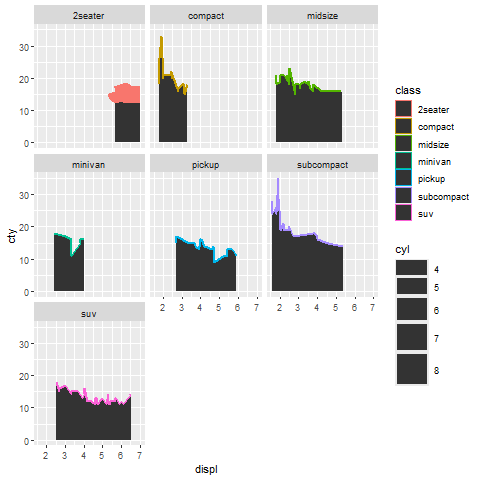 2seater
compact
midsize
30
20
10
0
minivan
pickup
subcompact
30
20
10
0
2 3 4 5 6 7
2 3 4 5 6 7
suv
30
20
10
0
2 3 4 5 6 7
displ
cty
class
2seater
compact
midsize
minivan
pickup
subcompact
suv
cyl
4
5
6
7
8